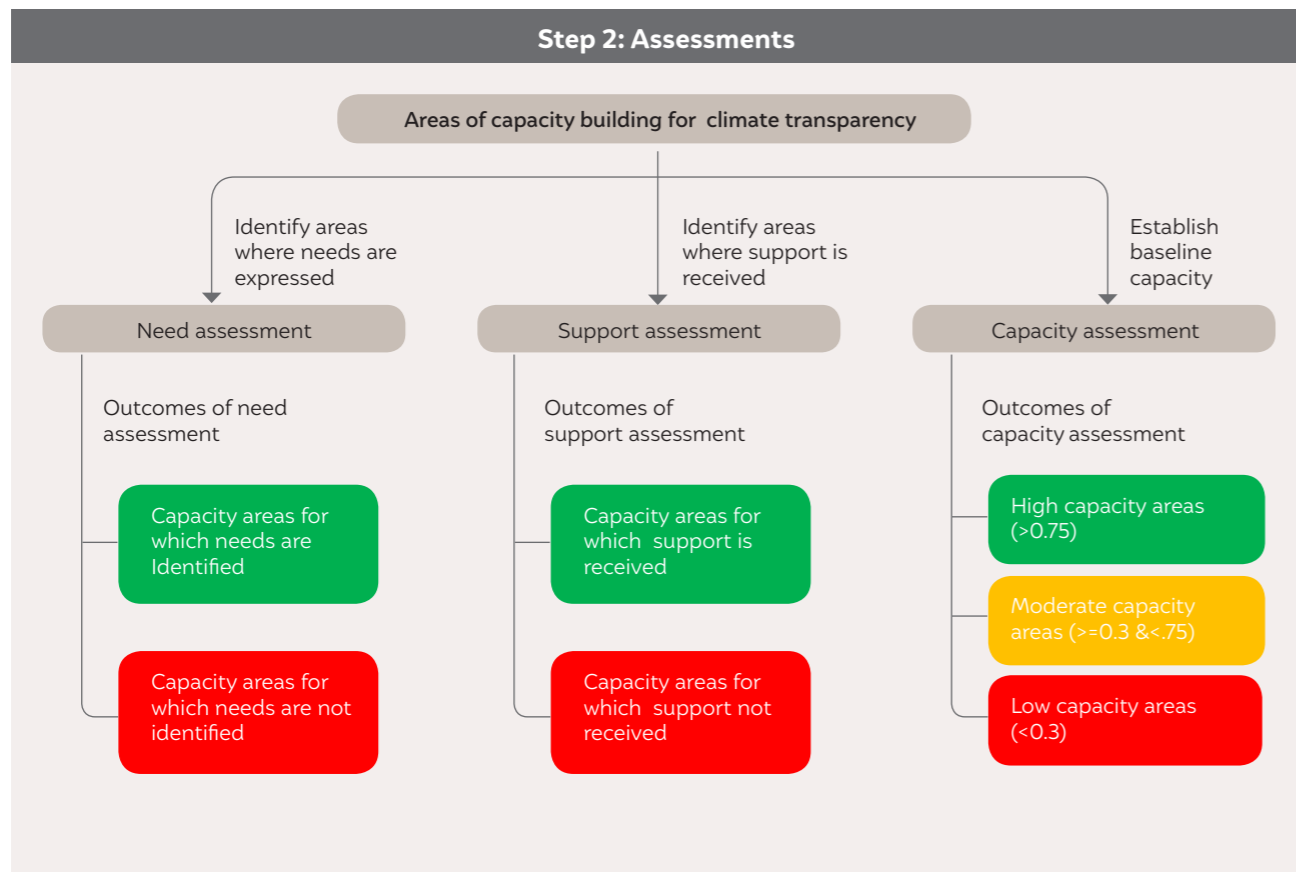 Step 2: Assessments
Areas of capacity building for climate transparency
Identify areas
where needs are
expressed
Identify areas
where support is
received
Establish
baseline
capacity
Need assessment
Support assessment
Capacity assessment
Outcomes of need
assessment
Capacity areas for
which needs are
Identified
Capacity areas for
which needs are not
identified
Outcomes of
support assessment
Capacity areas for
which support is
received
Capacity areas for
which support not
received
Outcomes of
capacity assessment
High capacity areas
(>0.75)
Moderate capacity
areas (>=0.3 &<.75)
Low capacity areas
(<0.3)